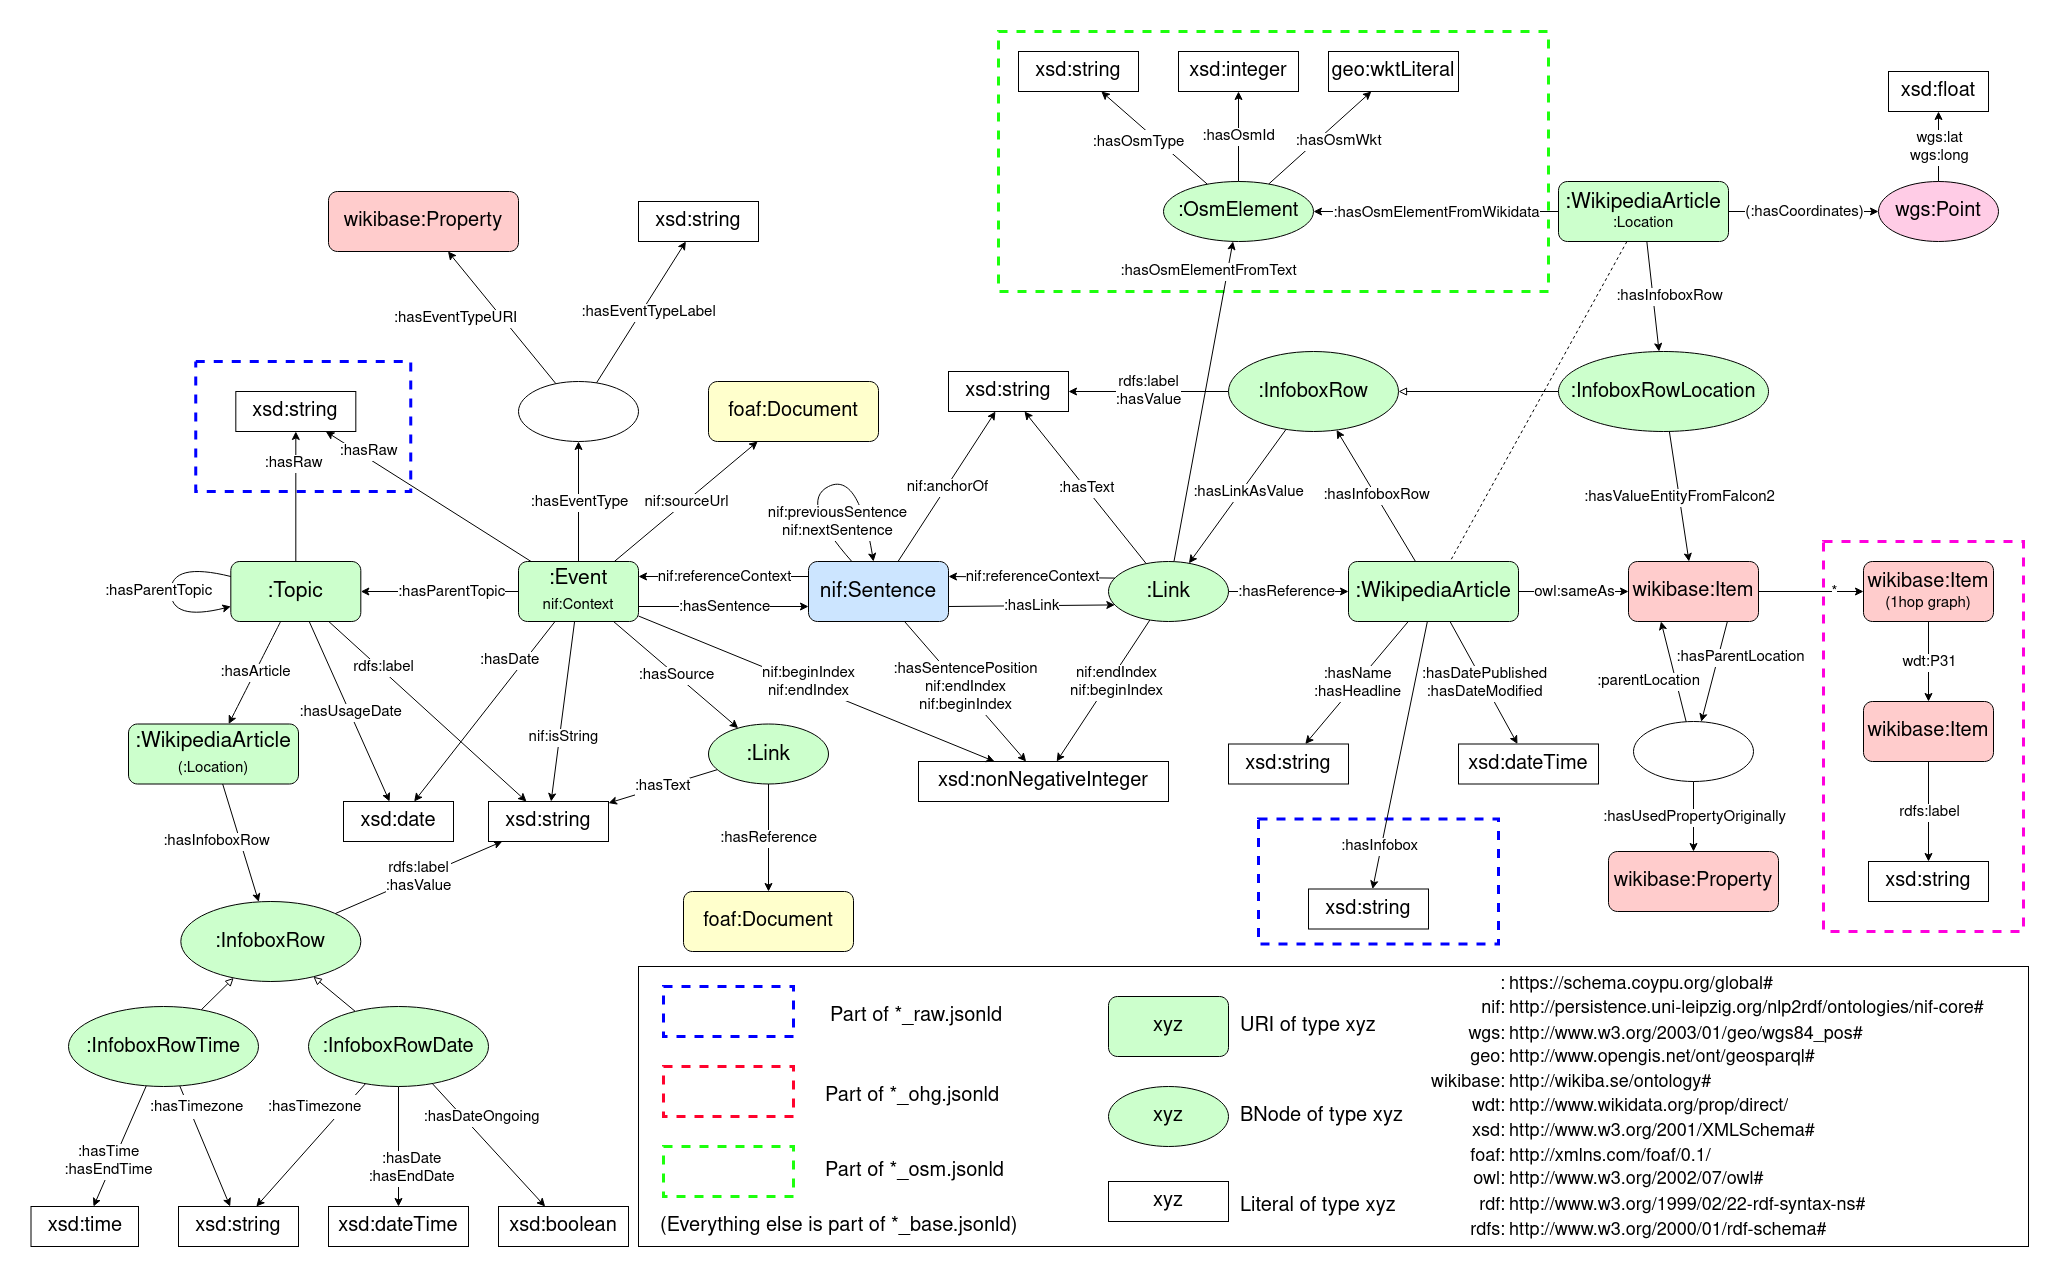 xsd:string
xsd:integer
geo:wktLiteral
xsd:float
:hasOsmType
:hasOsmId
:hasOsmWkt
wgs:lat
wgs:long
wikibase:Property
xsd:string
:OsmElement
:hasOsmElementFromWikidata
:WikipediaArticle
:Location
(:hasCoordinates)
wgs:Point
:hasOsmElementFromText
:hasInfoboxRow
:hasEventTypeURI
:hasEventTypeLabel
xsd:string
foaf:Document
xsd:string
rdfs:label
:hasValue
:InfoboxRow
:InfoboxRowLocation
:hasRaw
:hasRaw
:hasEventType
nif:sourceUrl
nif:previousSentence
nif:nextSentence
nif:anchorOf
:hasText
:hasLinkAsValue
:hasInfoboxRow
:hasValueEntityFromFalcon2
:hasParentTopic
:Topic
:hasParentTopic
:Event
nif:Context
nif:referenceContext
:hasSentence
nif:Sentence
nif:referenceContext
:hasLink
:Link
:hasReference
:WikipediaArticle
owl:sameAs
wikibase:Item
*
wikibase:Item
(1hop graph)
:hasArticle
rdfs:label
:hasUsageDate
:hasDate
nif:isString
:hasSource
nif:beginIndex
nif:endIndex
:hasSentencePosition
nif:endIndex
nif:beginIndex
nif:endIndex
nif:beginIndex
:hasName
:hasHeadline
:hasDatePublished
:hasDateModified
:hasParentLocation
:parentLocation
wdt:P31
:WikipediaArticle
(:Location)
:Link
xsd:nonNegativeInteger
xsd:string
xsd:dateTime
wikibase:Item
:hasText
xsd:date
xsd:string
:hasInfoboxRow
:hasReference
:hasInfobox
:hasUsedPropertyOriginally
rdfs:label
rdfs:label
:hasValue
foaf:Document
xsd:string
wikibase:Property
xsd:string
:InfoboxRow
:InfoboxRowTime
:InfoboxRowDate
:hasTimezone
:hasTimezone
:hasDateOngoing
:hasTime
:hasEndTime
:hasDate
:hasEndDate
xsd:time
xsd:string
xsd:dateTime
xsd:boolean
Part of *_raw.jsonld
Part of *_ohg.jsonld
Part of *_osm.jsonld
(Everything else is part of *_base.jsonld)
xyz
URI of type xyz
xyz
BNode of type xyz
xyz
Literal of type xyz
: https://schema.coypu.org/global#
nif: http://persistence.uni-leipzig.org/nlp2rdf/ontologies/nif-core#
wgs: http://www.w3.org/2003/01/geo/wgs84_pos#
geo: http://www.opengis.net/ont/geosparql#
wikibase: http://wikiba.se/ontology#
wdt: http://www.wikidata.org/prop/direct/
xsd: http://www.w3.org/2001/XMLSchema#
foaf: http://xmlns.com/foaf/0.1/
owl: http://www.w3.org/2002/07/owl#
rdf: http://www.w3.org/1999/02/22-rdf-syntax-ns#
rdfs: http://www.w3.org/2000/01/rdf-schema#